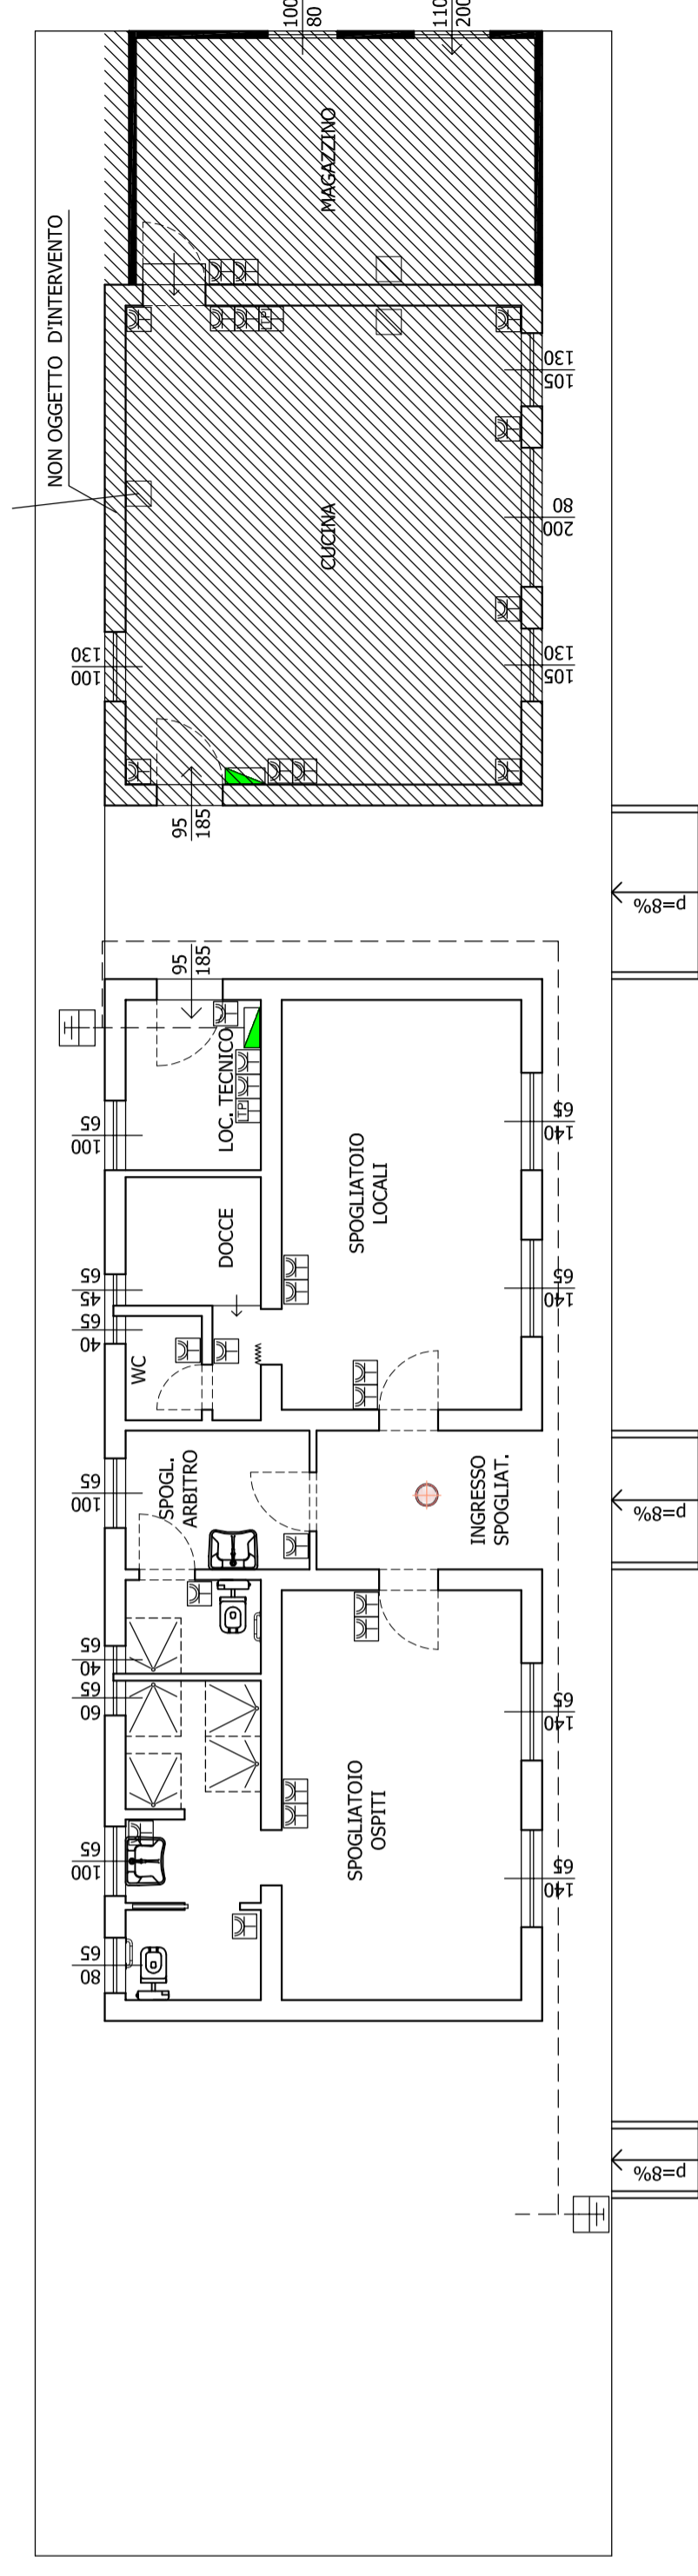 100
80
110
200
MAGAZZINO
NON OGGETTO D'INTERVENTO
TP
130
105
CUCINA
80
200
130
100
130
105
95
185
p=8%
95
185
LOC. TECNICO
TP
65
100
65
140
SPOGLIATOIO
LOCALI
DOCCE
65
45
65
140
65
40
WC
65
100
SPOGL.
ARBITRO
INGRESSO
SPOGLIAT.
p=8%
65
40
65
60
65
140
SPOGLIATOIO
OSPITI
65
100
65
140
65
80
p=8%